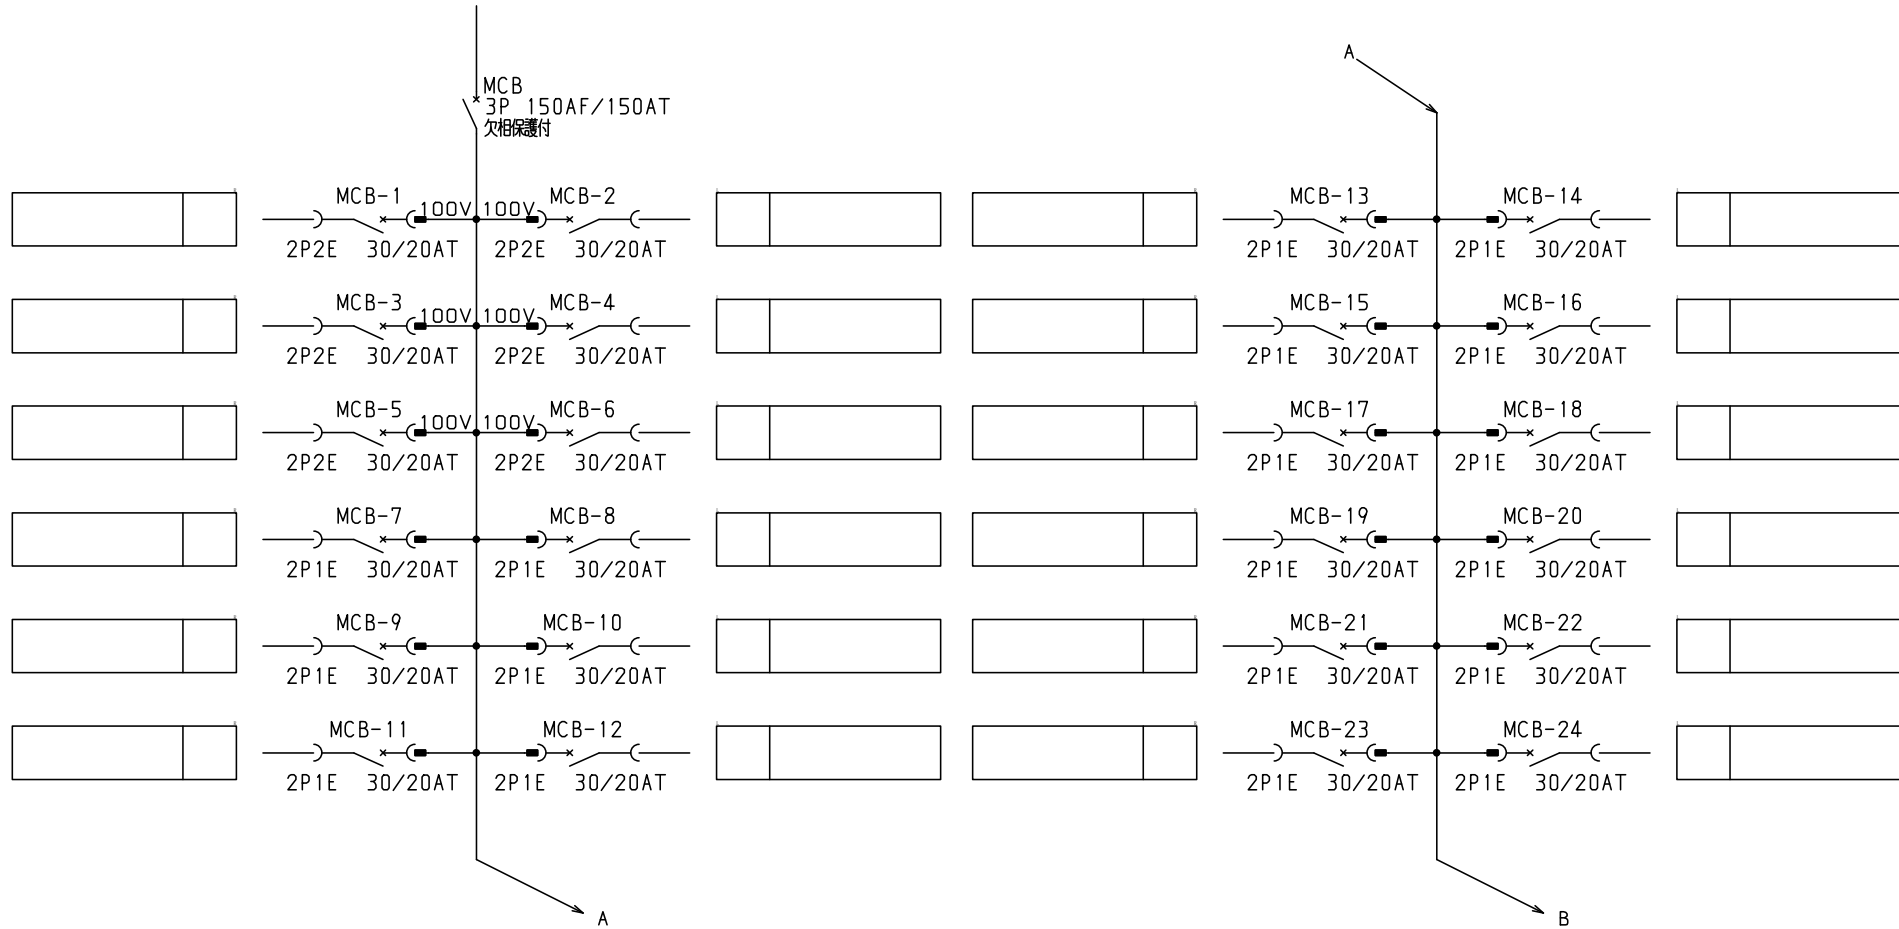 MCB
3P 150AF/150AT
欠相保護付
MCB-1 100V 100V MCB-2
2P2E 30/20AT 2P2E 30/20AT
MCB-3 100V 100V MCB-4
2P2E 30/20AT 2P2E 30/20AT
MCB-5 100V 100V MCB-6
2P2E 30/20AT 2P2E 30/20AT
MCB-7 MCB-8
2P1E 30/20AT 2P1E 30/20AT
MCB-9 MCB-10
2P1E 30/20AT 2P1E 30/20AT
MCB-11 MCB-12
2P1E 30/20AT 2P1E 30/20AT
A
A
MCB-13 MCB-14
2P1E 30/20AT 2P1E 30/20AT
MCB-15 MCB-16
2P1E 30/20AT 2P1E 30/20AT
MCB-17 MCB-18
2P1E 30/20AT 2P1E 30/20AT
MCB-19 MCB-20
2P1E 30/20AT 2P1E 30/20AT
MCB-21 MCB-22
2P1E 30/20AT 2P1E 30/20AT
MCB-23 MCB-24
2P1E 30/20AT 2P1E 30/20AT
B